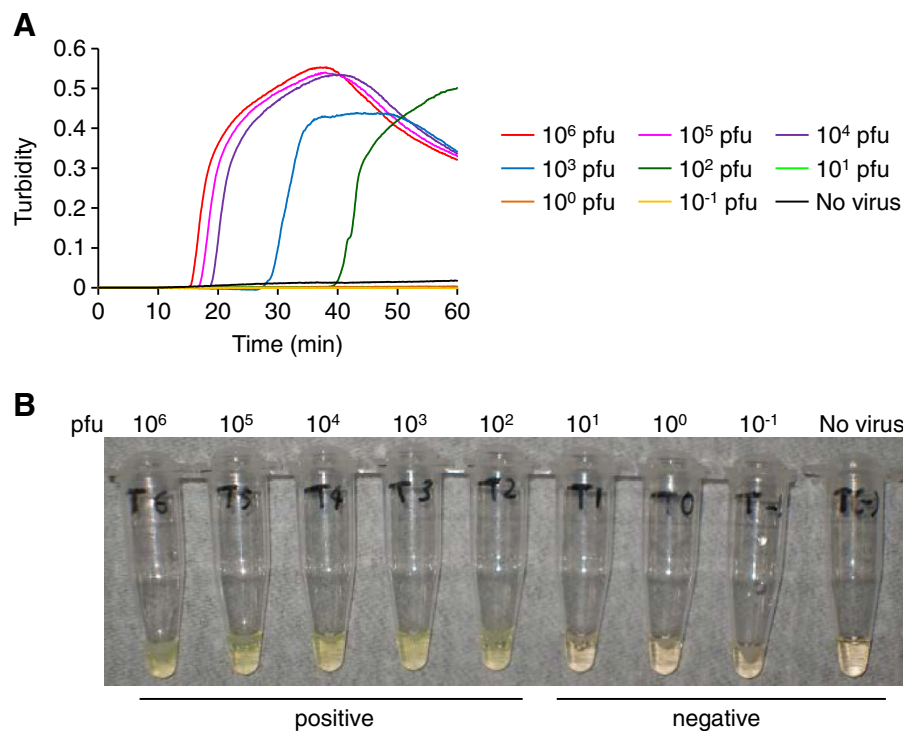 A
0.6
0.5
0.4
0.3
0.2
0.1
0
Turbidity
0 10 20 30 40 50 60
Time (min)
10⁶ pfu 10⁵ pfu 10⁴ pfu
10³ pfu 10² pfu 10¹ pfu
10⁰ pfu 10⁻¹ pfu No virus
B
pfu 10⁶ 10⁵ 10⁴ 10³ 10² 10¹ 10⁰ 10⁻¹ No virus
T6 T5 T4 T3 T2 T1 T0 T-1 T(-)
positive negative